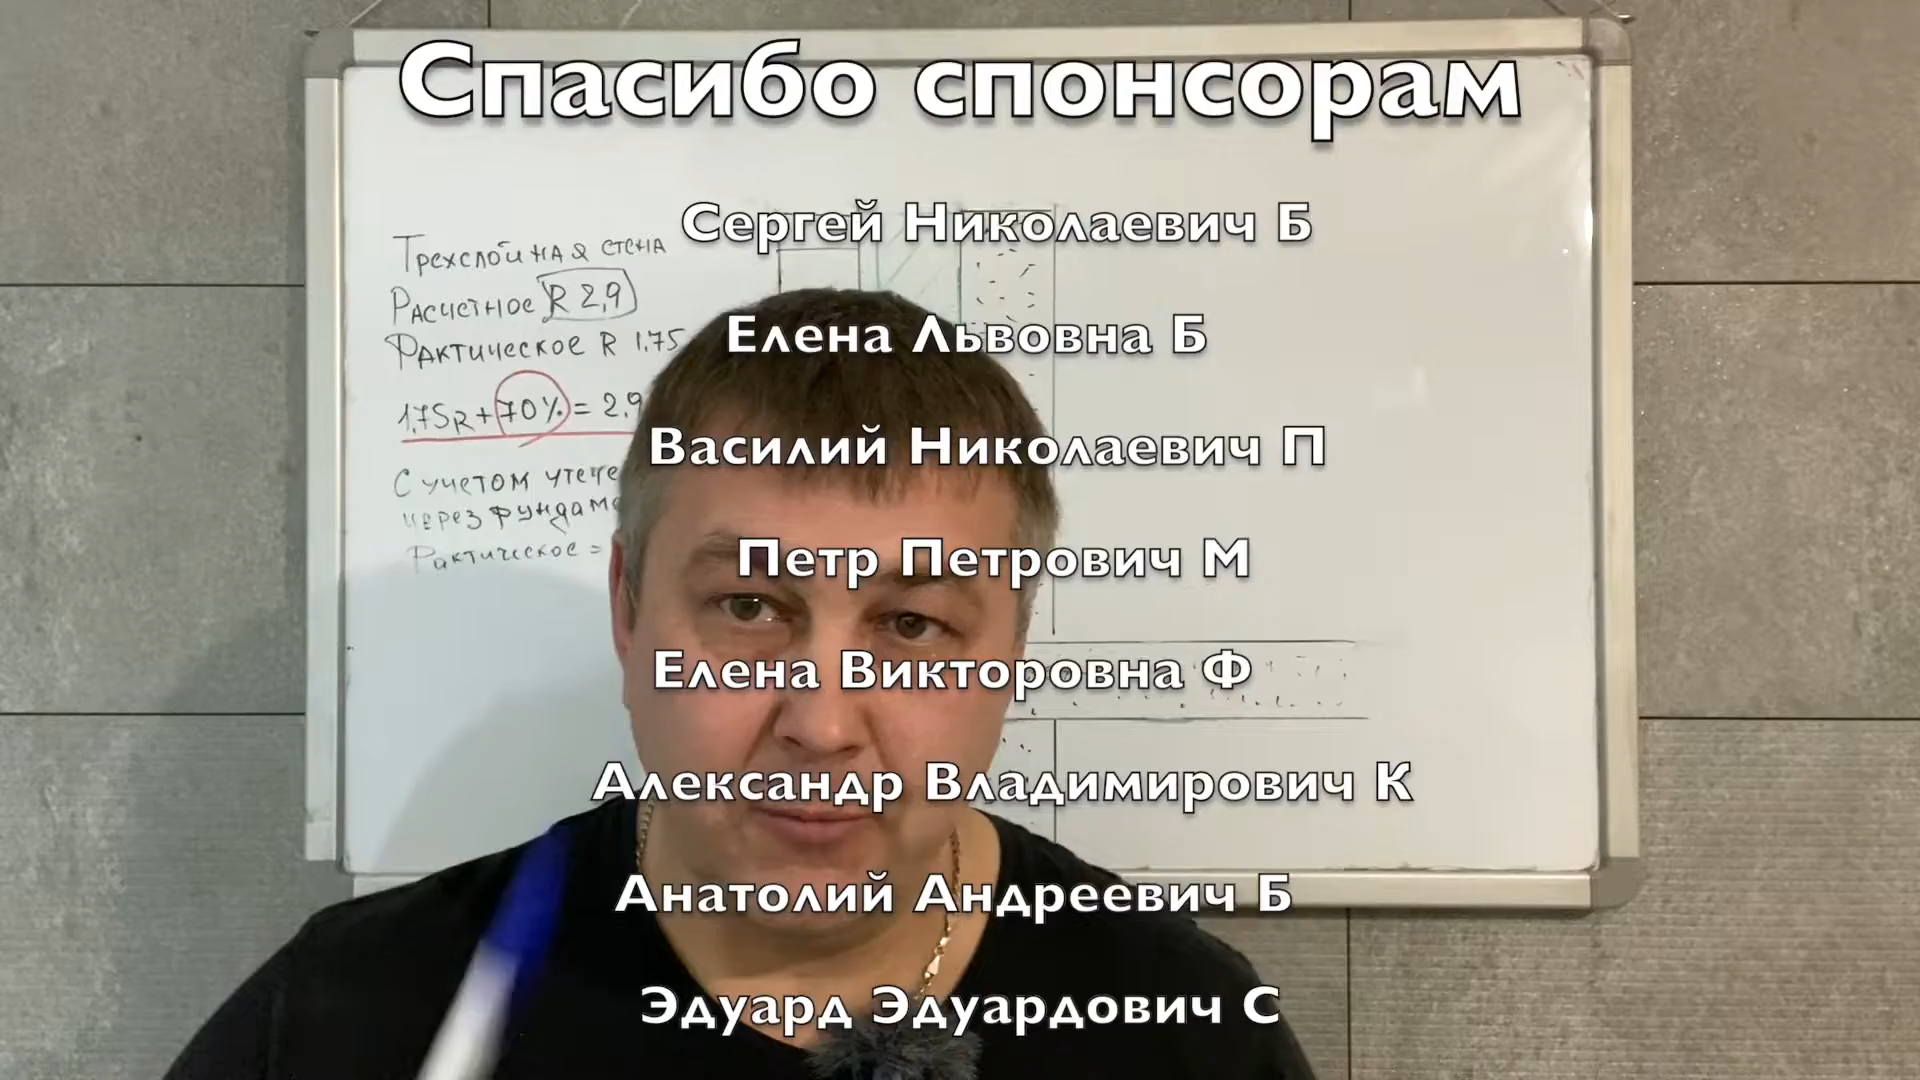 Спасибо спонсорам
Сергей Николаевич Б
Елена Львовна Б
Василий Николаевич П
Петр Петрович М
Елена Викторовна Ф
Александр Владимирович К
Анатолий Андреевич Б
Эдуард Эдуардович С
Трехслойная стена
Расчетное R 2,9
Фактическое R 1.75
1,75R + 70% = 2,9
С учетом
через
Фактическое =